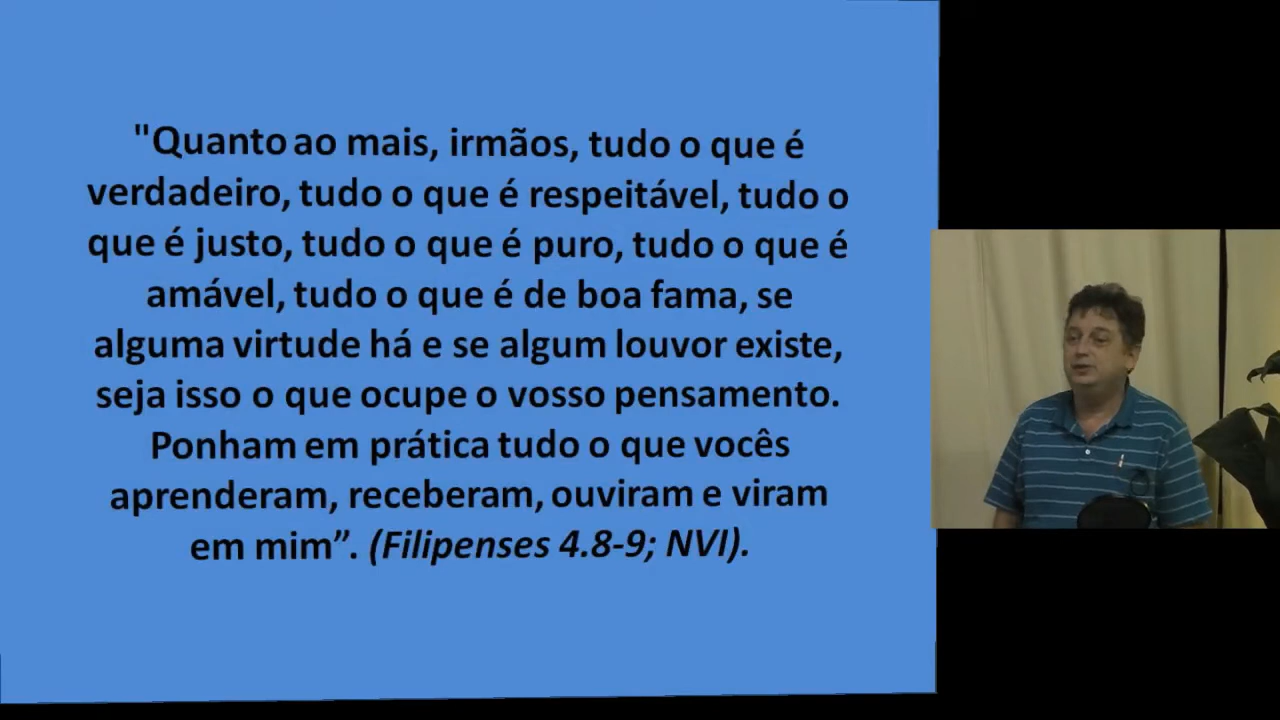 "Quanto ao mais, irmãos, tudo o que é
verdadeiro, tudo o que é respeitável, tudo o
que é justo, tudo o que é puro, tudo o que é
amável, tudo o que é de boa fama, se
alguma virtude há e se algum louvor existe,
seja isso o que ocupe o vosso pensamento.
Ponham em prática tudo o que vocês
aprenderam, receberam, ouviram e viram
em mim”. (Filipenses 4.8-9; NVI).